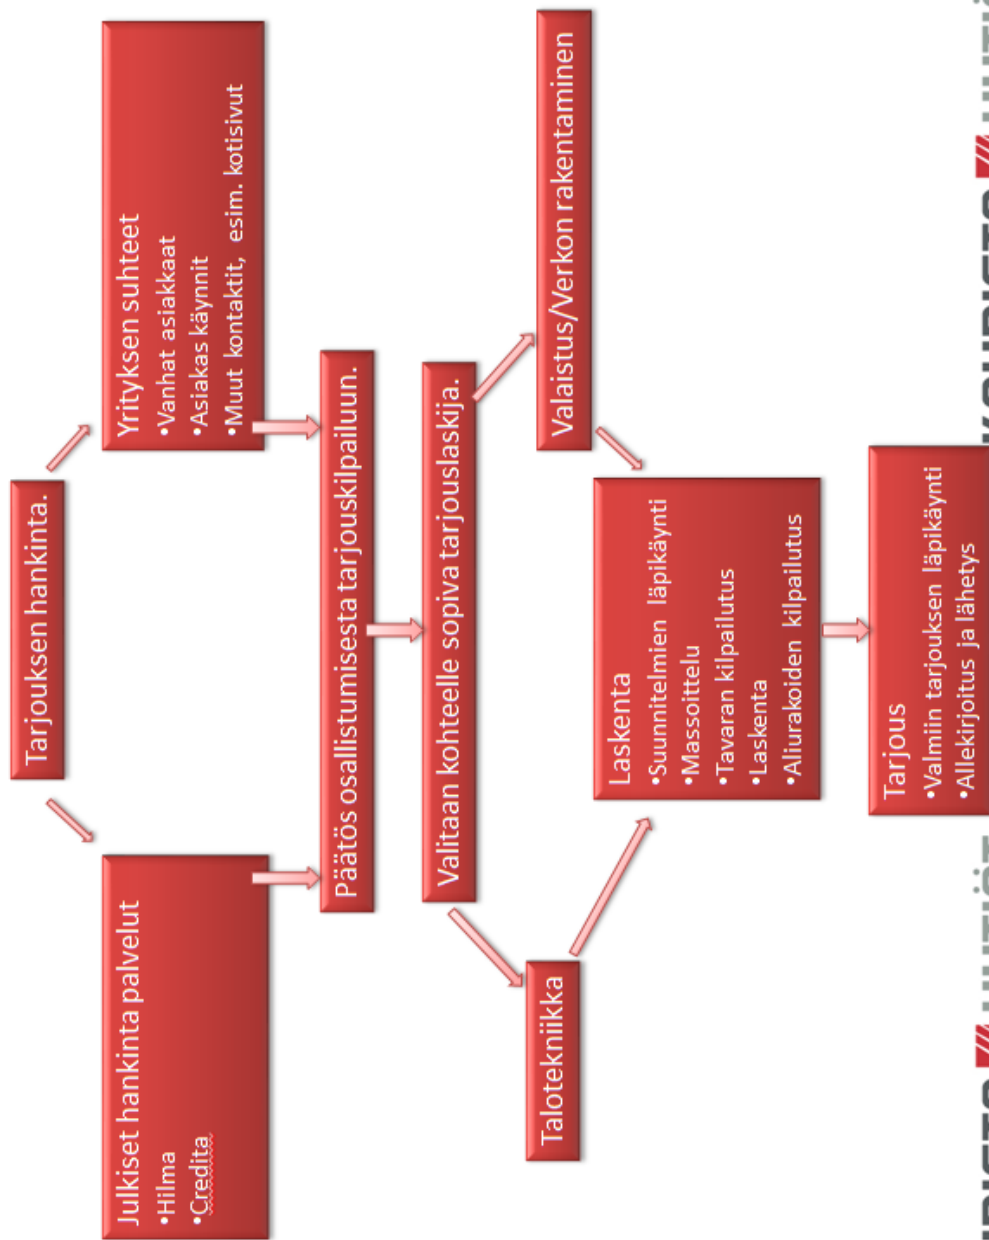 Tarjouksen hankinta.
Julkiset hankinta palvelut
•Hilma
•Credita
Yrityksen suhteet
•Vanhat asiakkaat
•Asiakas käynnit
•Muut kontaktit, esim. kotisivut
Päätös osallistumisesta tarjouskilpailuun.
Valitaan kohteelle sopiva tarjouslaskija.
Talotekniikka
Valaistus/Verkon rakentaminen
Laskenta
•Suunnitelmien läpikäynti
•Massoittelu
•Tavaran kilpailutus
•Laskenta
•Aliurakoiden kilpailutus
Tarjous
•Valmiin tarjouksen läpikäynti
•Allekirjoitus ja lähetys